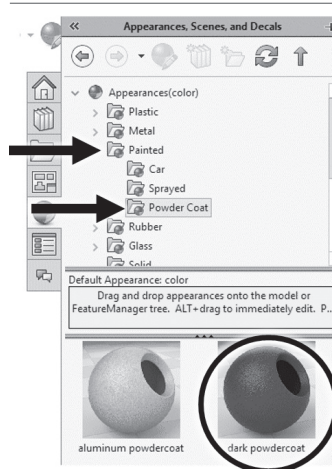 Appearances, Scenes, and Decals
Appearances(color)
Plastic
Metal
Painted
Car
Sprayed
Powder Coat
Rubber
Glass
Solid
Default Appearance: color
Drag and drop appearances onto the model or
FeatureManager tree. ALT+drag to immediately edit. P...
aluminum powdercoat
dark powdercoat